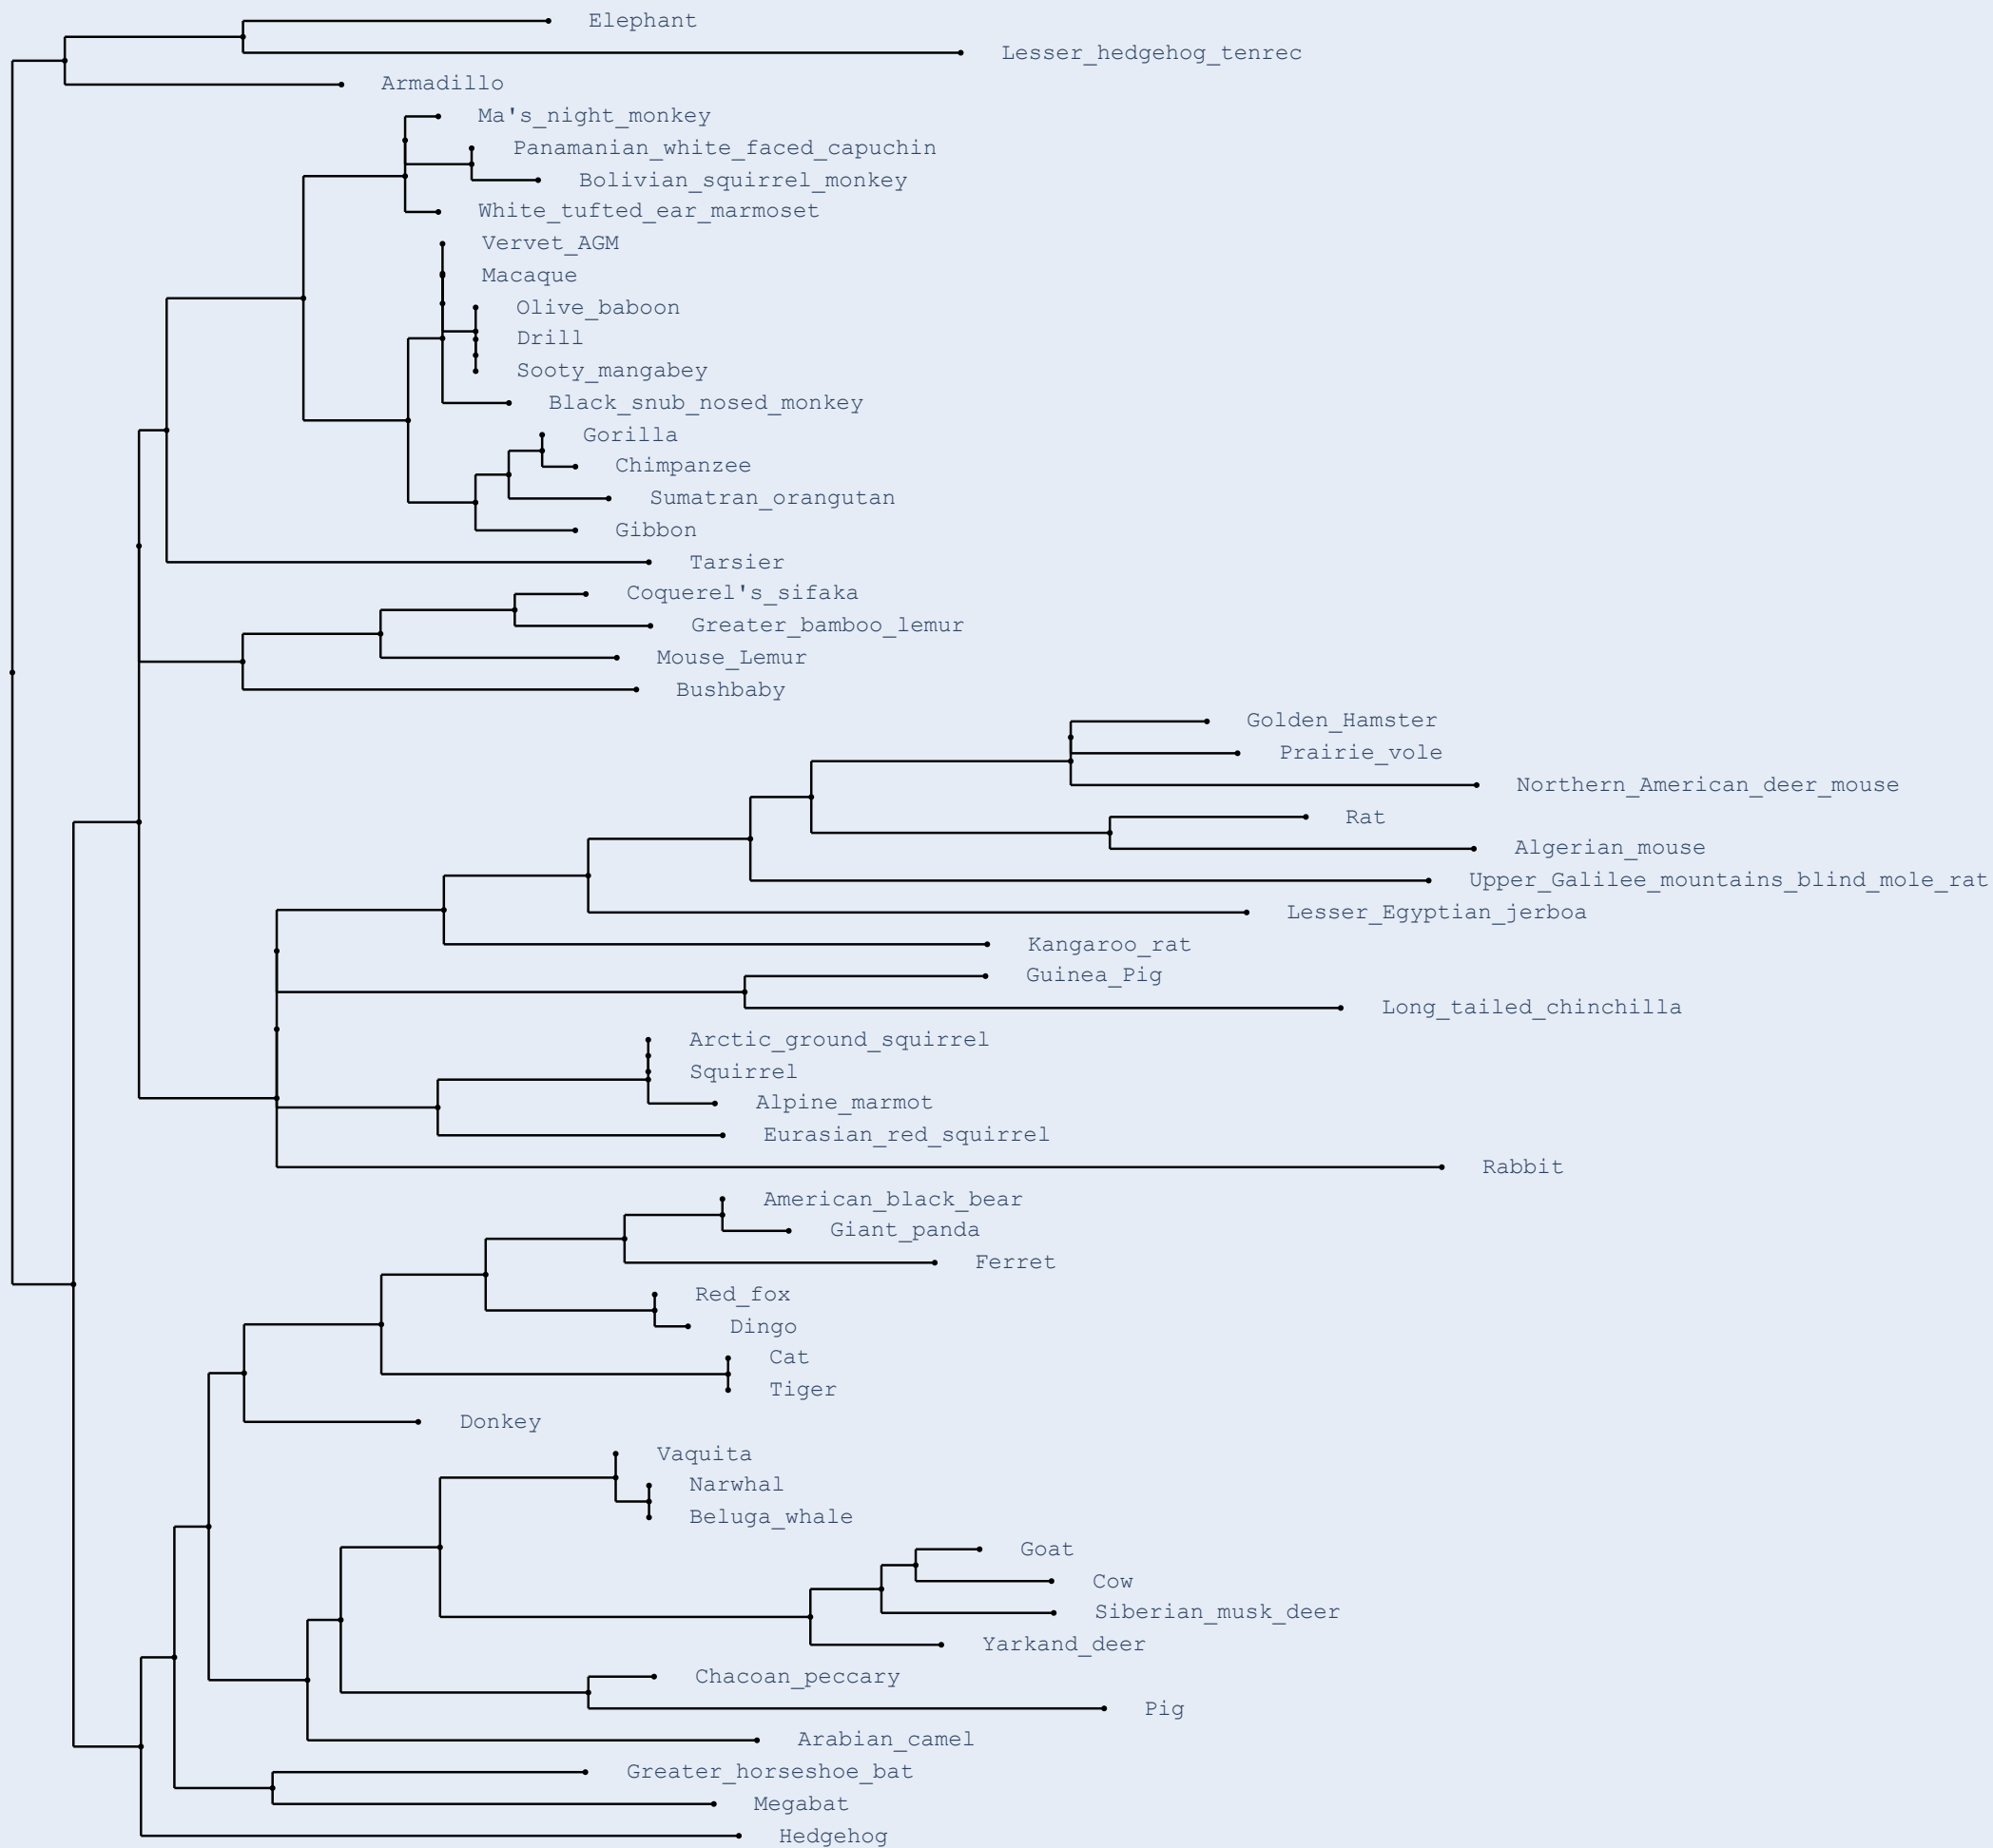 Elephant
Lesser_hedgehog_tenrec
Armadillo
Ma's_night_monkey
Panamanian_white_faced_capuchin
Bolivian_squirrel_monkey
White_tufted_ear_marmoset
Vervet_AGM
Macaque
Olive_baboon
Drill
Sooty_mangabey
Black_snub_nosed_monkey
Gorilla
Chimpanzee
Sumatran_orangutan
Gibbon
Tarsier
Coquerel's_sifaka
Greater_bamboo_lemur
Mouse_Lemur
Bushbaby
Golden_Hamster
Prairie_vole
Northern_American_deer_mouse
Rat
Algerian_mouse
Upper_Galilee_mountains_blind_mole_rat
Lesser_Egyptian_jerboa
Kangaroo_rat
Guinea_Pig
Long_tailed_chinchilla
Arctic_ground_squirrel
Squirrel
Alpine_marmot
Eurasian_red_squirrel
Rabbit
American_black_bear
Giant_panda
Ferret
Red_fox
Dingo
Cat
Tiger
Donkey
Vaquita
Narwhal
Beluga_whale
Goat
Cow
Siberian_musk_deer
Yarkand_deer
Chacoan_peccary
Pig
Arabian_camel
Greater_horseshoe_bat
Megabat
Hedgehog